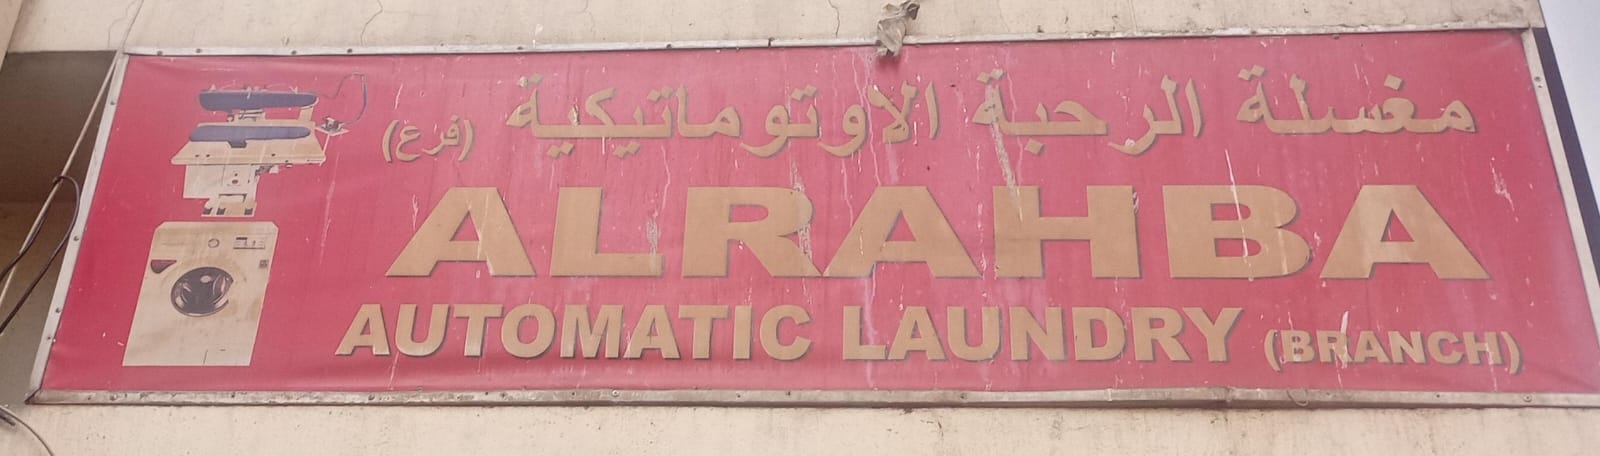 مغسلة الرحبة الاوتوماتيكية (فرع)
ALRAHBA
AUTOMATIC LAUNDRY (BRANCH)